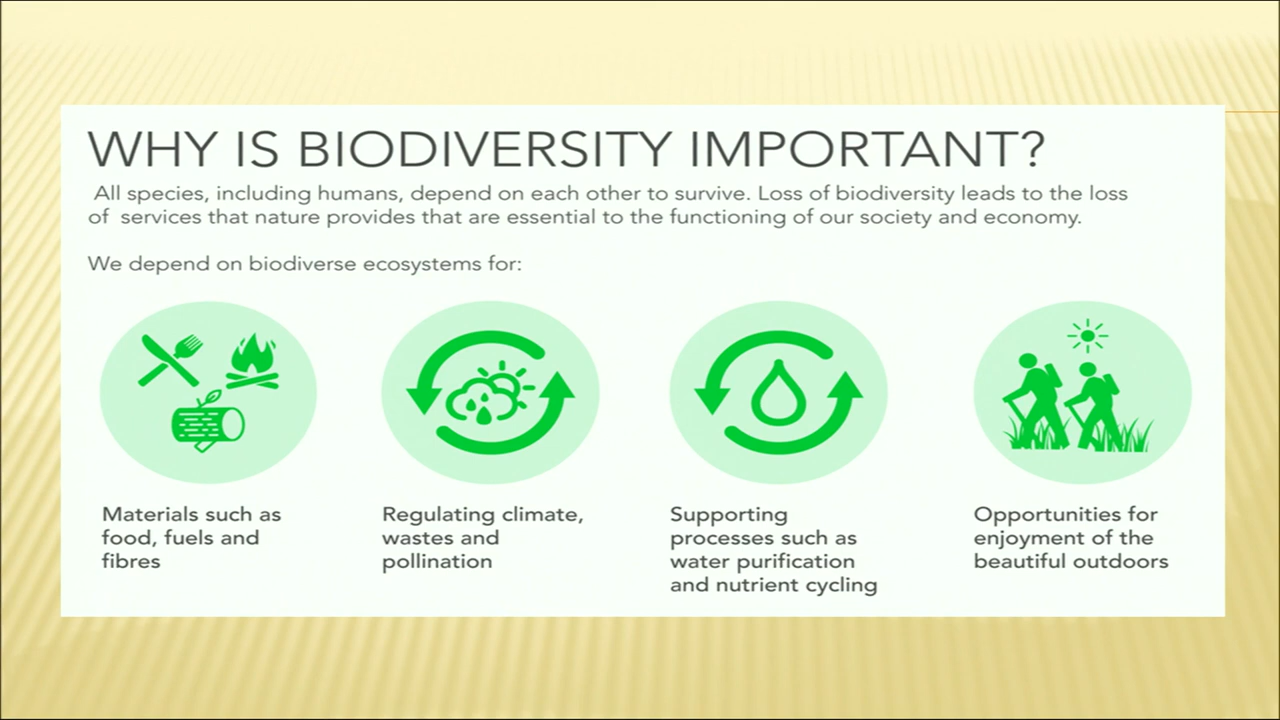 WHY IS BIODIVERSITY IMPORTANT?
All species, including humans, depend on each other to survive. Loss of biodiversity leads to the loss
of services that nature provides that are essential to the functioning of our society and economy.
We depend on biodiverse ecosystems for:
Materials such as
food, fuels and
fibres
Regulating climate,
wastes and
pollination
Supporting
processes such as
water purification
and nutrient cycling
Opportunities for
enjoyment of the
beautiful outdoors